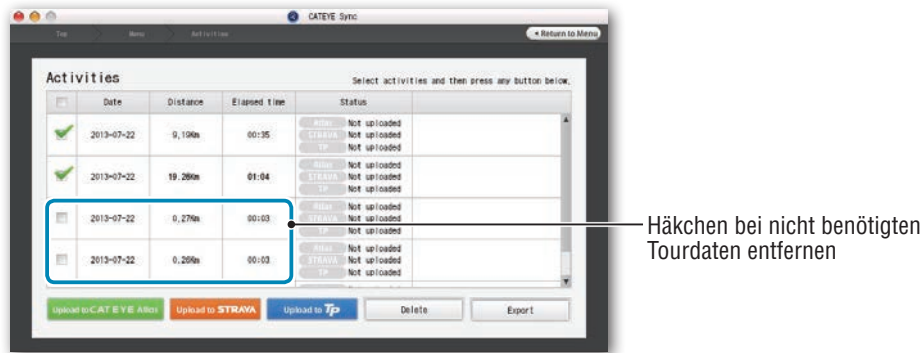 CATEYE Sync
Top Menu Activities
Return to Menu
Activities
Select activities and then press any button below.
Date Distance Elapsed time Status
2013-07-22 9,19Km 00:35 Atlas Not uploaded
STRAVA Not uploaded
TP Not uploaded
2013-07-22 19.26Km 01:04 Atlas Not uploaded
STRAVA Not uploaded
TP Not uploaded
2013-07-22 0,27Km 00:03 Atlas Not uploaded
STRAVA Not uploaded
TP Not uploaded
2013-07-22 0,26Km 00:03 Atlas Not uploaded
STRAVA Not uploaded
TP Not uploaded
Häkchen bei nicht benötigten
Tourdaten entfernen
Upload to CATEYE Atlas Upload to STRAVA Upload to Tp Delete Export